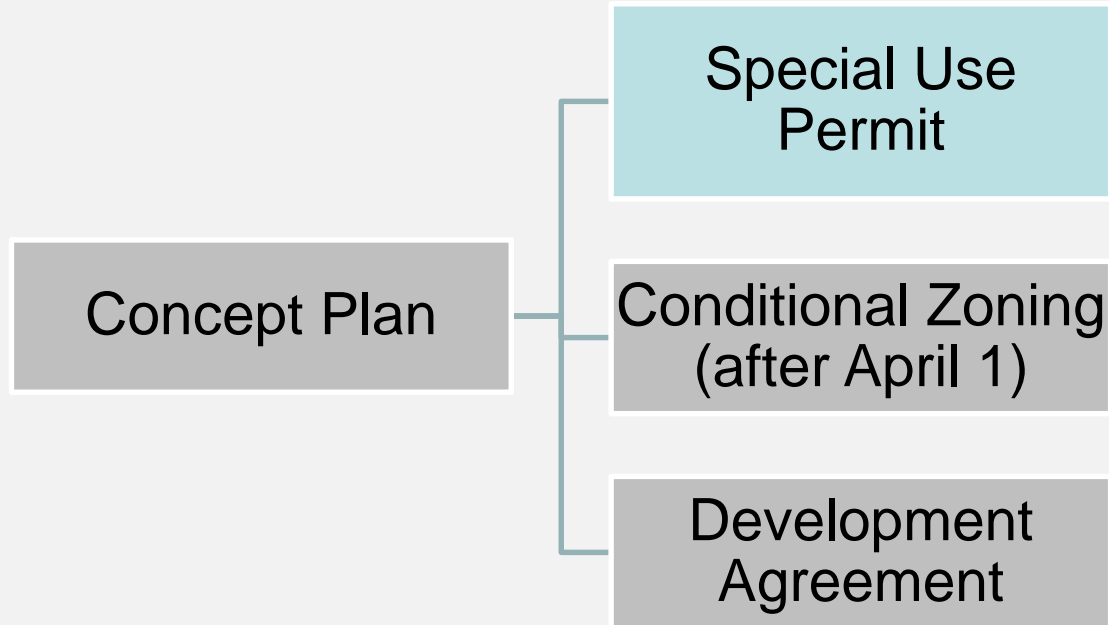 Special Use
Permit
Concept Plan
Conditional Zoning
(after April 1)
Development
Agreement